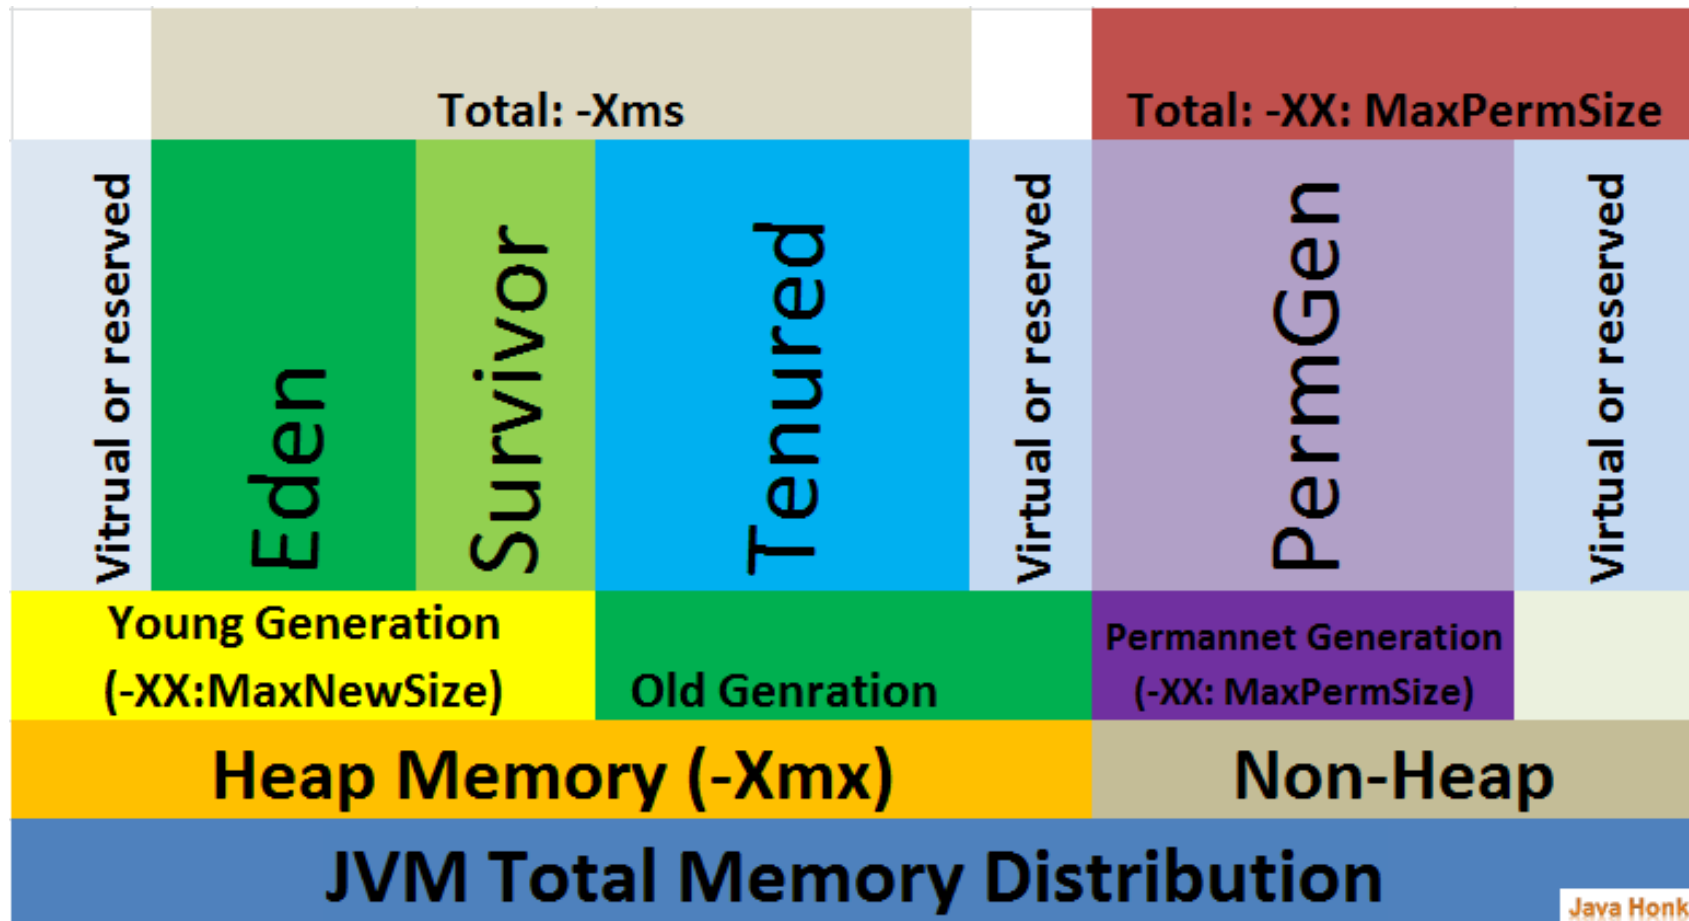 Total: -Xms
Total: -XX: MaxPermSize
Vitrual or reserved
Eden
Survivor
Tenured
Virtual or reserved
PermGen
Virtual or reserved
Young Generation
(-XX:MaxNewSize)
Old Genration
Permannet Generation
(-XX: MaxPermSize)
Heap Memory (-Xmx)
Non-Heap
JVM Total Memory Distribution
Java Honk